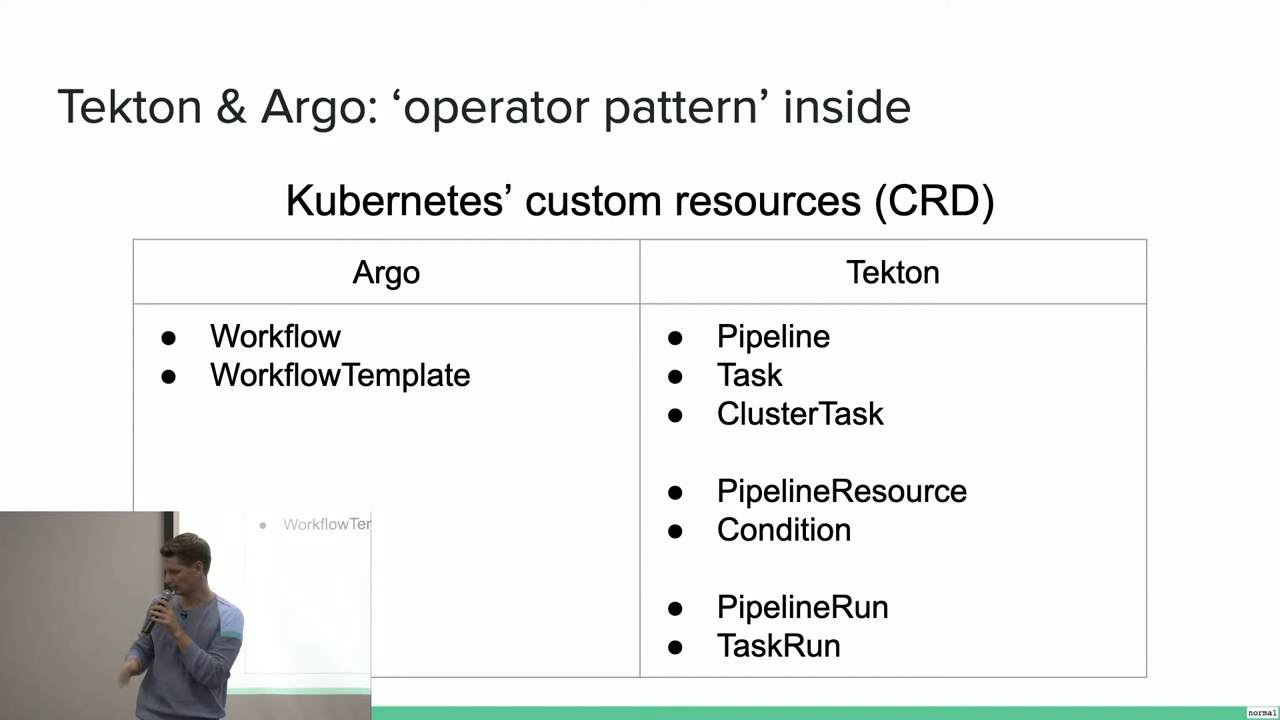 Tekton & Argo: ‘operator pattern’ inside
Kubernetes’ custom resources (CRD)
Argo
Tekton
● Workflow
● WorkflowTemplate
● Pipeline
● Task
● ClusterTask
● PipelineResource
● Condition
● PipelineRun
● TaskRun
● WorkflowTer
normal